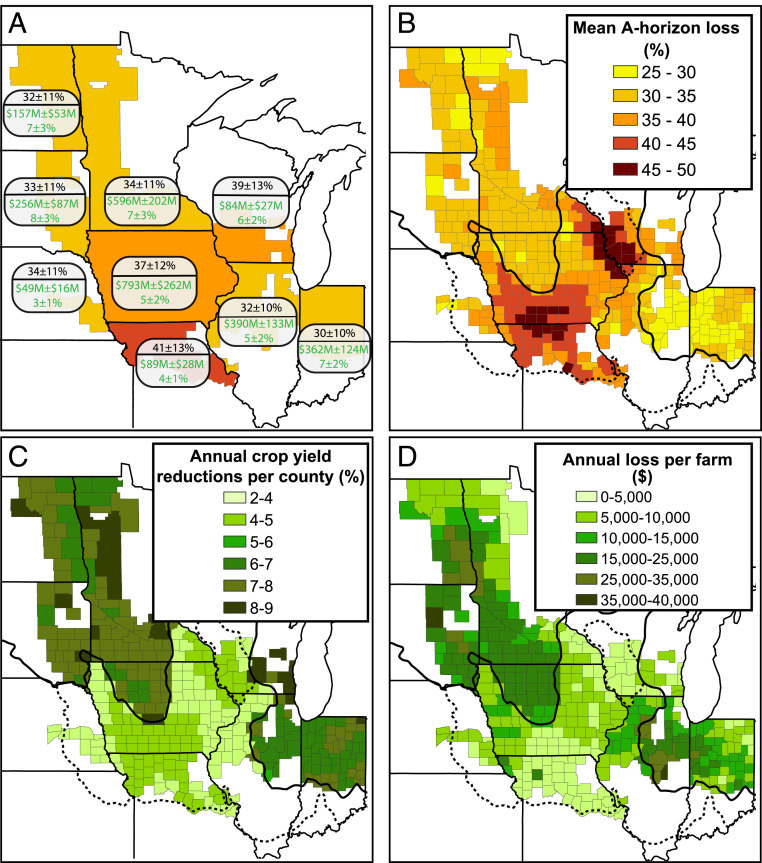 A
32±11%
$157M±$53M
7±3%
33±11%
$256M±$87M
8±3%
34±11%
$596M±202M
7±3%
39±13%
$84M±$27M
6±2%
34±11%
$49M±$16M
3±1%
37±12%
$793M±$262M
5±2%
32±10%
$390M±133M
5±2%
30±10%
$362M±124M
7±2%
41±13%
$89M±$28M
4±1%
B
Mean A-horizon loss
(%)
25 - 30
30 - 35
35 - 40
40 - 45
45 - 50
C
Annual crop yield
reductions per county (%)
2-4
4-5
5-6
6-7
7-8
8-9
D
Annual loss per farm
($)
0-5,000
5,000-10,000
10,000-15,000
15,000-25,000
25,000-35,000
35,000-40,000